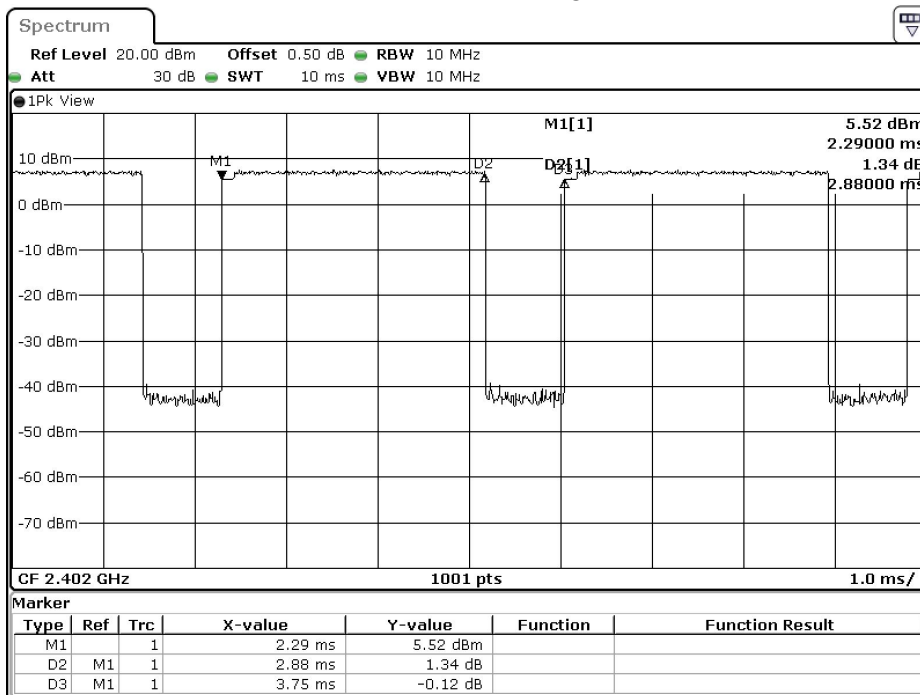 Spectrum
Ref Level 20.00 dBm Offset 0.50 dB RBW 10 MHz
Att 30 dB SWT 10 ms VBW 10 MHz
1Pk View
M1[1] 5.52 dBm
2.29000 ms
10 dBm M1 D2 D2[1] D3 1.34 dB
2.88000 ms
0 dBm
-10 dBm
-20 dBm
-30 dBm
-40 dBm
-50 dBm
-60 dBm
-70 dBm
CF 2.402 GHz 1001 pts 1.0 ms/
Marker
Type Ref Trc X-value Y-value Function Function Result
M1 1 2.29 ms 5.52 dBm
D2 M1 1 2.88 ms 1.34 dB
D3 M1 1 3.75 ms -0.12 dB